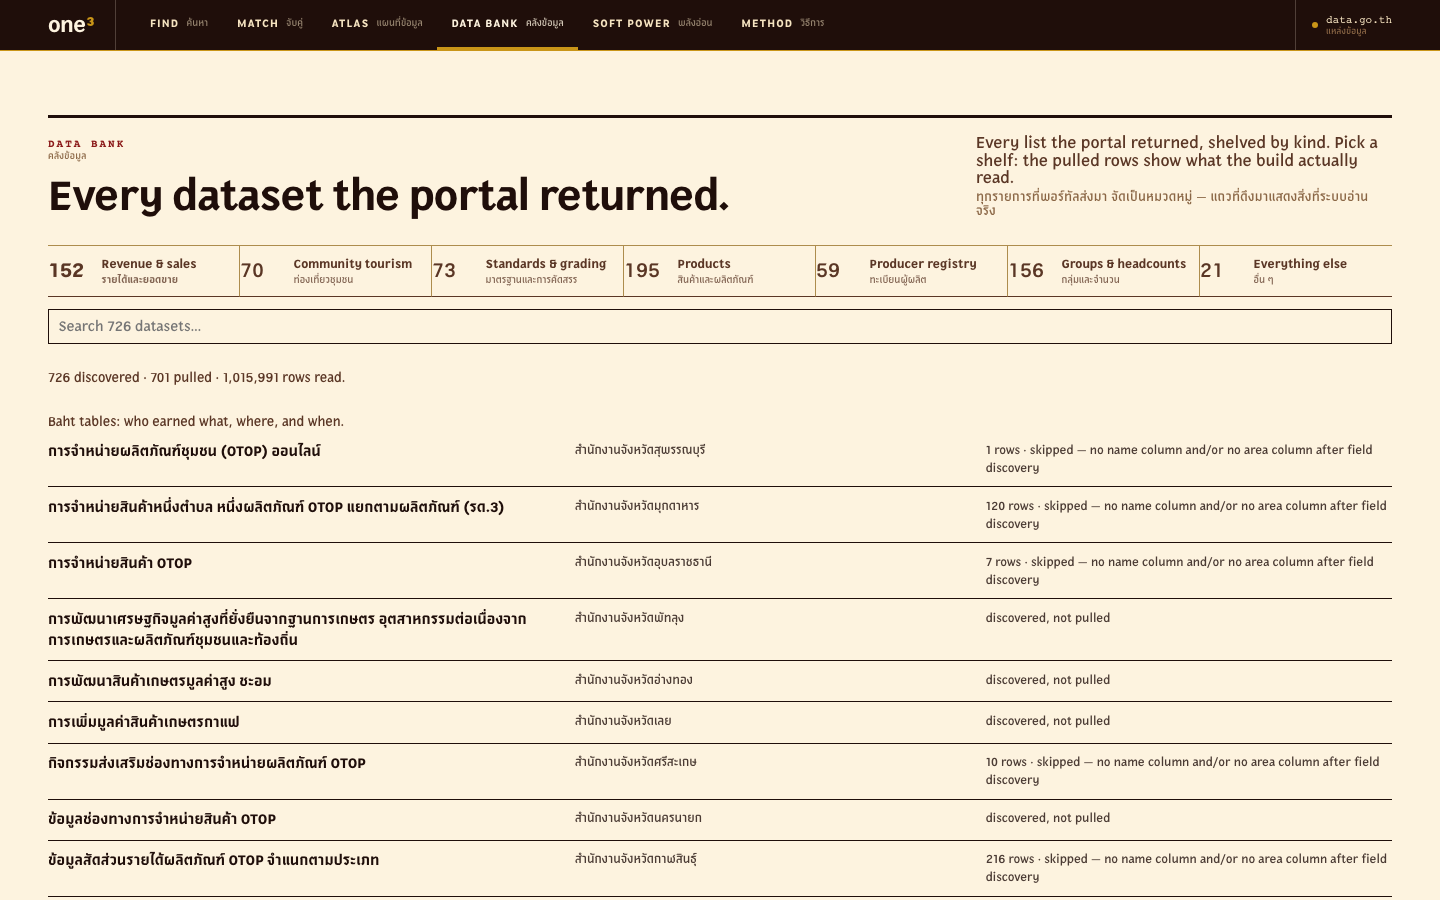 one³
FIND ค้นหา
MATCH จับคู่
ATLAS แผนที่ข้อมูล
DATA BANK คลังข้อมูล
SOFT POWER พลังอ่อน
METHOD วิธีการ
data.go.th
แหล่งข้อมูล
DATA BANK
คลังข้อมูล
Every dataset the portal returned.
Every list the portal returned, shelved by kind. Pick a
shelf: the pulled rows show what the build actually
read.
ทุกรายการที่พอร์ทัลส่งมา จัดเป็นหมวดหมู่ — แถวที่ดึงมาแสดงสิ่งที่ระบบอ่าน
จริง
152 Revenue & sales
รายได้และยอดขาย
70 Community tourism
ท่องเที่ยวชุมชน
73 Standards & grading
มาตรฐานและการคัดสรร
195 Products
สินค้าและผลิตภัณฑ์
59 Producer registry
ทะเบียนผู้ผลิต
156 Groups & headcounts
กลุ่มและจำนวน
21 Everything else
อื่น ๆ
Search 726 datasets...
726 discovered · 701 pulled · 1,015,991 rows read.
Baht tables: who earned what, where, and when.
การจำหน่ายผลิตภัณฑ์ชุมชน (OTOP) ออนไลน์
สำนักงานจังหวัดสุพรรณบุรี
1 rows · skipped — no name column and/or no area column after field
discovery
การจำหน่ายสินค้าหนึ่งตำบล หนึ่งผลิตภัณฑ์ OTOP แยกตามผลิตภัณฑ์ (รต.3)
สำนักงานจังหวัดมุกดาหาร
120 rows · skipped — no name column and/or no area column after field
discovery
การจำหน่ายสินค้า OTOP
สำนักงานจังหวัดอุบลราชธานี
7 rows · skipped — no name column and/or no area column after field
discovery
การพัฒนาเศรษฐกิจมูลค่าสูงที่ยั่งยืนจากฐานการเกษตร อุตสาหกรรมต่อเนื่องจาก
การเกษตรและผลิตภัณฑ์ชุมชนและท้องถิ่น
สำนักงานจังหวัดพัทลุง
discovered, not pulled
การพัฒนาสินค้าเกษตรมูลค่าสูง ชะอม
สำนักงานจังหวัดอ่างทอง
discovered, not pulled
การเพิ่มมูลค่าสินค้าเกษตรกาแฟ
สำนักงานจังหวัดเลย
discovered, not pulled
กิจกรรมส่งเสริมช่องทางการจำหน่ายผลิตภัณฑ์ OTOP
สำนักงานจังหวัดศรีสะเกษ
10 rows · skipped — no name column and/or no area column after field
discovery
ข้อมูลช่องทางการจำหน่ายสินค้า OTOP
สำนักงานจังหวัดนครนายก
discovered, not pulled
ข้อมูลสัดส่วนรายได้ผลิตภัณฑ์ OTOP จำแนกตามประเภท
สำนักงานจังหวัดกาฬสินธุ์
216 rows · skipped — no name column and/or no area column after field
discovery